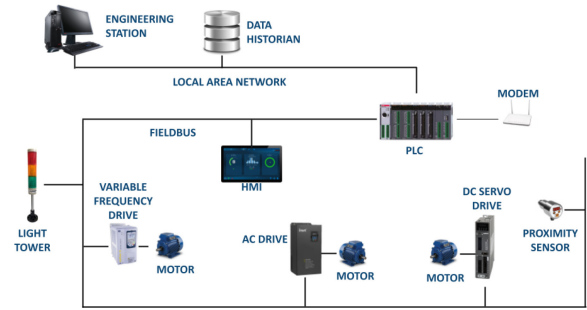 ENGINEERING
STATION
DATA
HISTORIAN
LOCAL AREA NETWORK
MODEM
FIELDBUS
PLC
HMI
VARIABLE
FREQUENCY
DRIVE
DC SERVO
DRIVE
LIGHT
TOWER
AC DRIVE
PROXIMITY
SENSOR
MOTOR
MOTOR
MOTOR